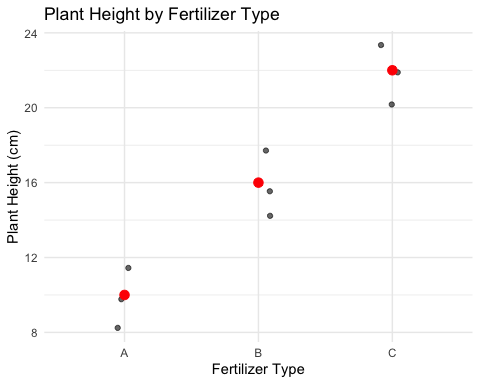 Plant Height by Fertilizer Type
Plant Height (cm)
24
20
16
12
8
A B C
Fertilizer Type